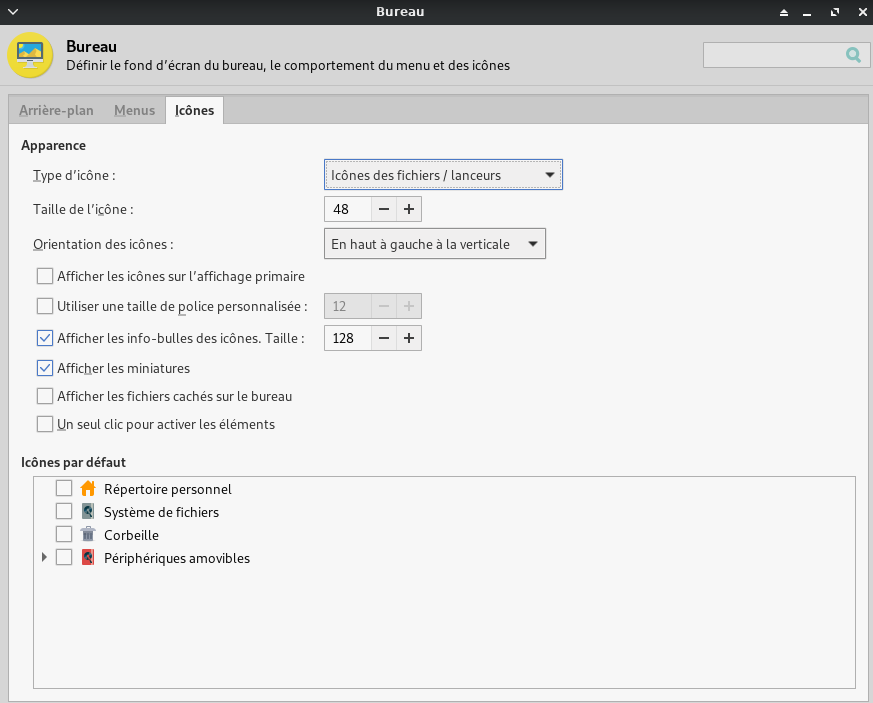 Bureau
Bureau
Définir le fond d’écran du bureau, le comportement du menu et des icônes
Arrière-plan Menus Icônes
Apparence
Type d’icône : Icônes des fichiers / lanceurs
Taille de l’icône : 48
Orientation des icônes : En haut à gauche à la verticale
Afficher les icônes sur l’affichage primaire
Utiliser une taille de police personnalisée : 12
Afficher les info-bulles des icônes. Taille : 128
Afficher les miniatures
Afficher les fichiers cachés sur le bureau
Un seul clic pour activer les éléments
Icônes par défaut
Répertoire personnel
Système de fichiers
Corbeille
Périphériques amovibles